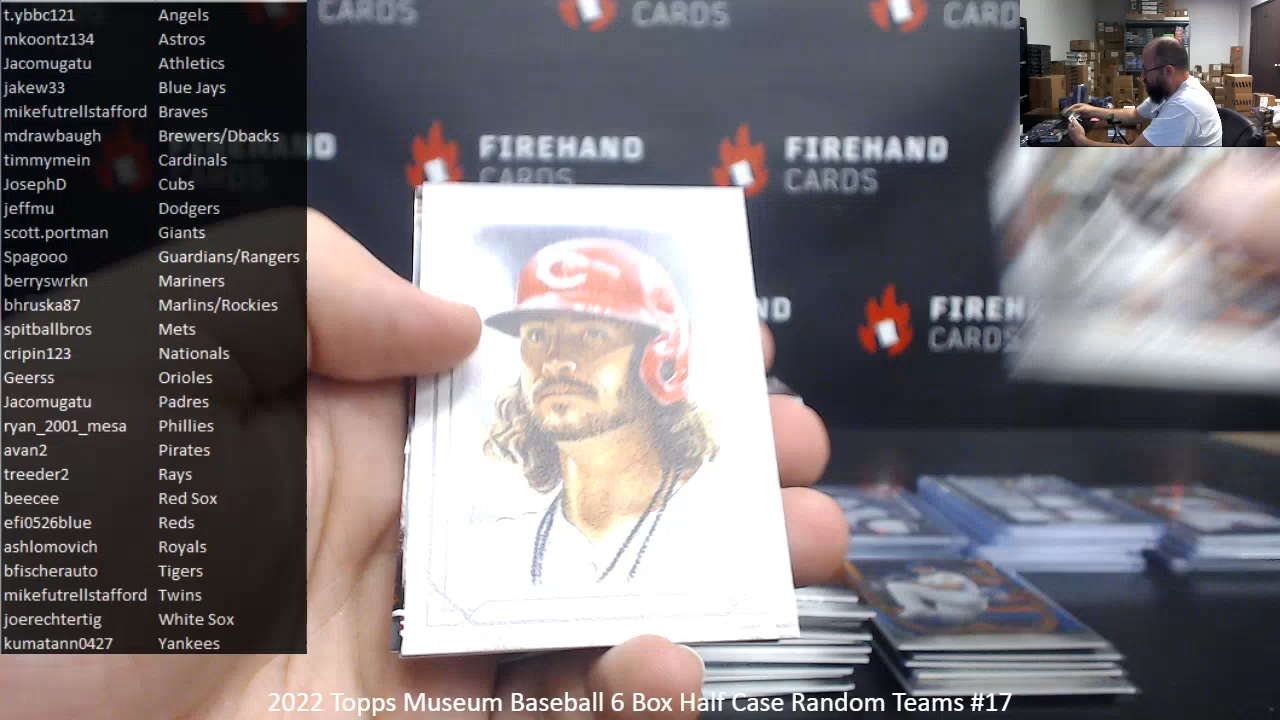 t.ybbc121 Angels
mkoontz134 Astros
Jacomugatu Athletics
jakew33 Blue Jays
mikefutrellstafford Braves
mdrawbaugh Brewers/Dbacks
timmymein Cardinals
JosephD Cubs
jeffmu Dodgers
scott.portman Giants
Spagooo Guardians/Rangers
berryswrkn Mariners
bhruska87 Marlins/Rockies
spitballbros Mets
cripin123 Nationals
Geerss Orioles
Jacomugatu Padres
ryan_2001_mesa Phillies
avan2 Pirates
treeder2 Rays
beecee Red Sox
efi0526blue Reds
ashlomovich Royals
bfischerauto Tigers
mikefutrellstafford Twins
joerechtertig White Sox
kumatann0427 Yankees
CARDS CARDS CARD
FIREHAND FIREHAND
CARDS CARDS
FIREH
CARDS
C
2022 Topps Museum Baseball 6 Box Half Case Random Teams #17